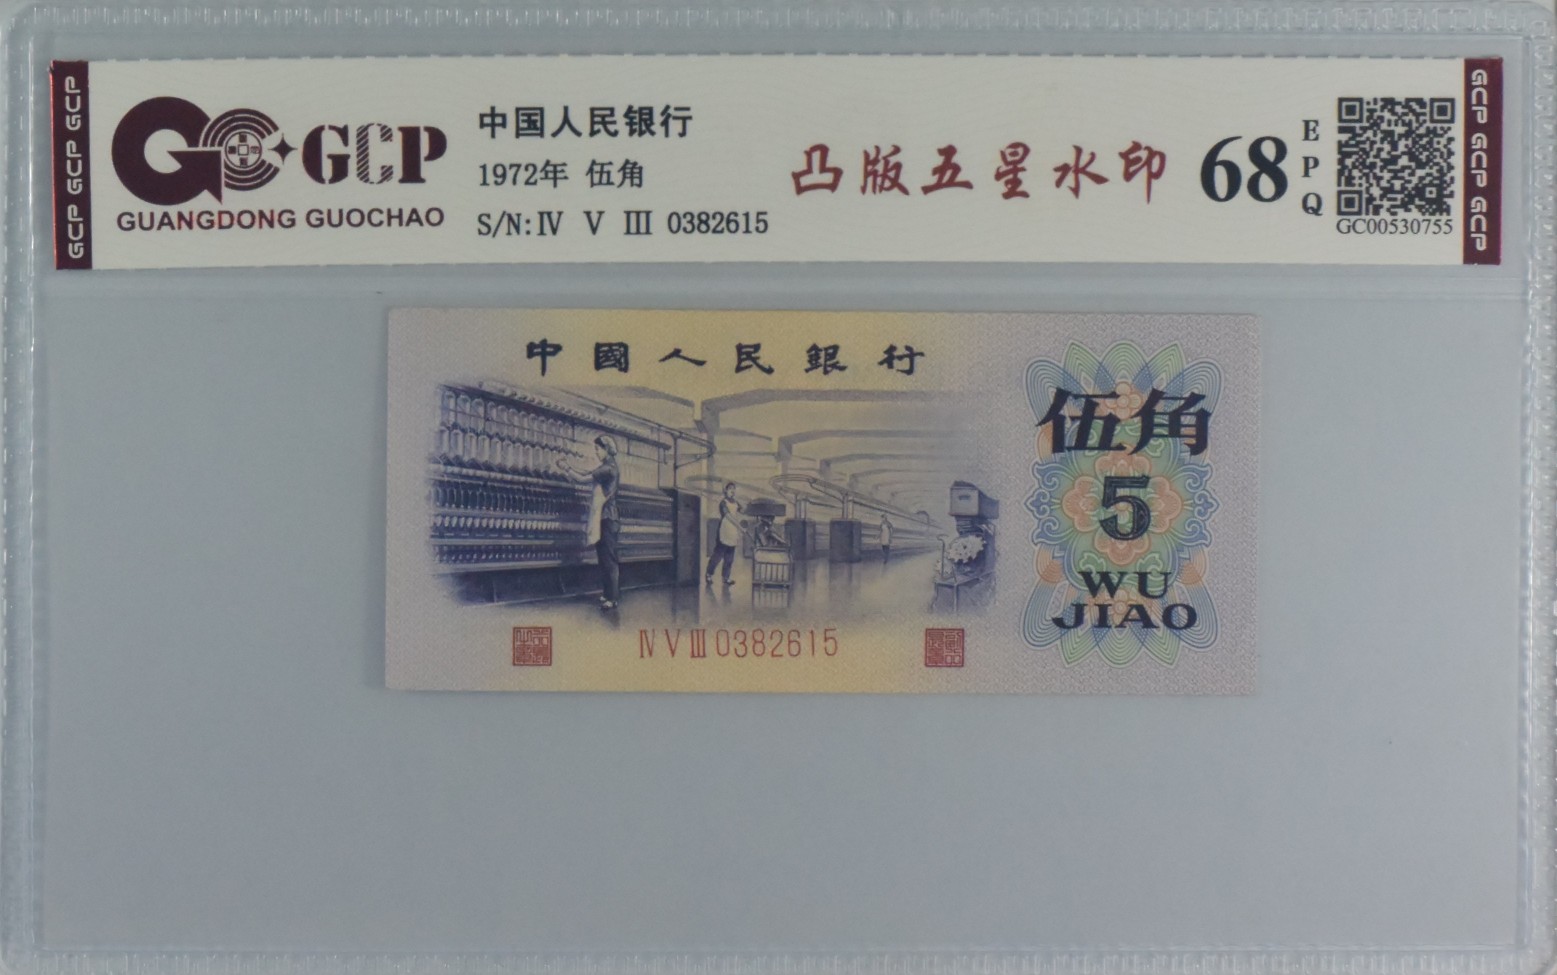 GCP GCP GCP
GCP
GUANGDONG GUOCHAO
中国人民银行
1972年 伍角
S/N:Ⅳ Ⅴ Ⅲ 0382615
凸版五星水印
68
EPQ
GC00530755
GCP GCP GCP
中國人民銀行
伍角
5
WU
JIAO
ⅣⅤⅢ0382615